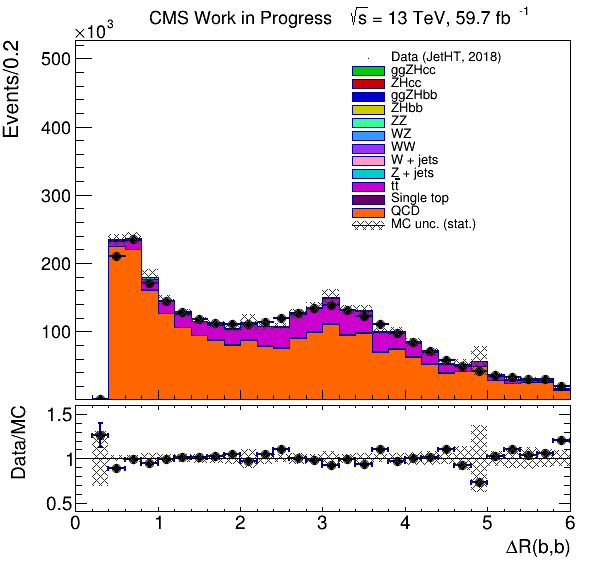 CMS Work in Progress √s = 13 TeV, 59.7 fb⁻¹
×10³
Events/0.2
500
400
300
200
100
Data (JetHT, 2018)
ggZHcc
ZHcc
ggZHbb
ZHbb
ZZ
WZ
WW
W + jets
Z + jets
tt̄
Single top
QCD
MC unc. (stat.)
Data/MC
1.5
1
0.5
0 1 2 3 4 5 6
ΔR(b,b)